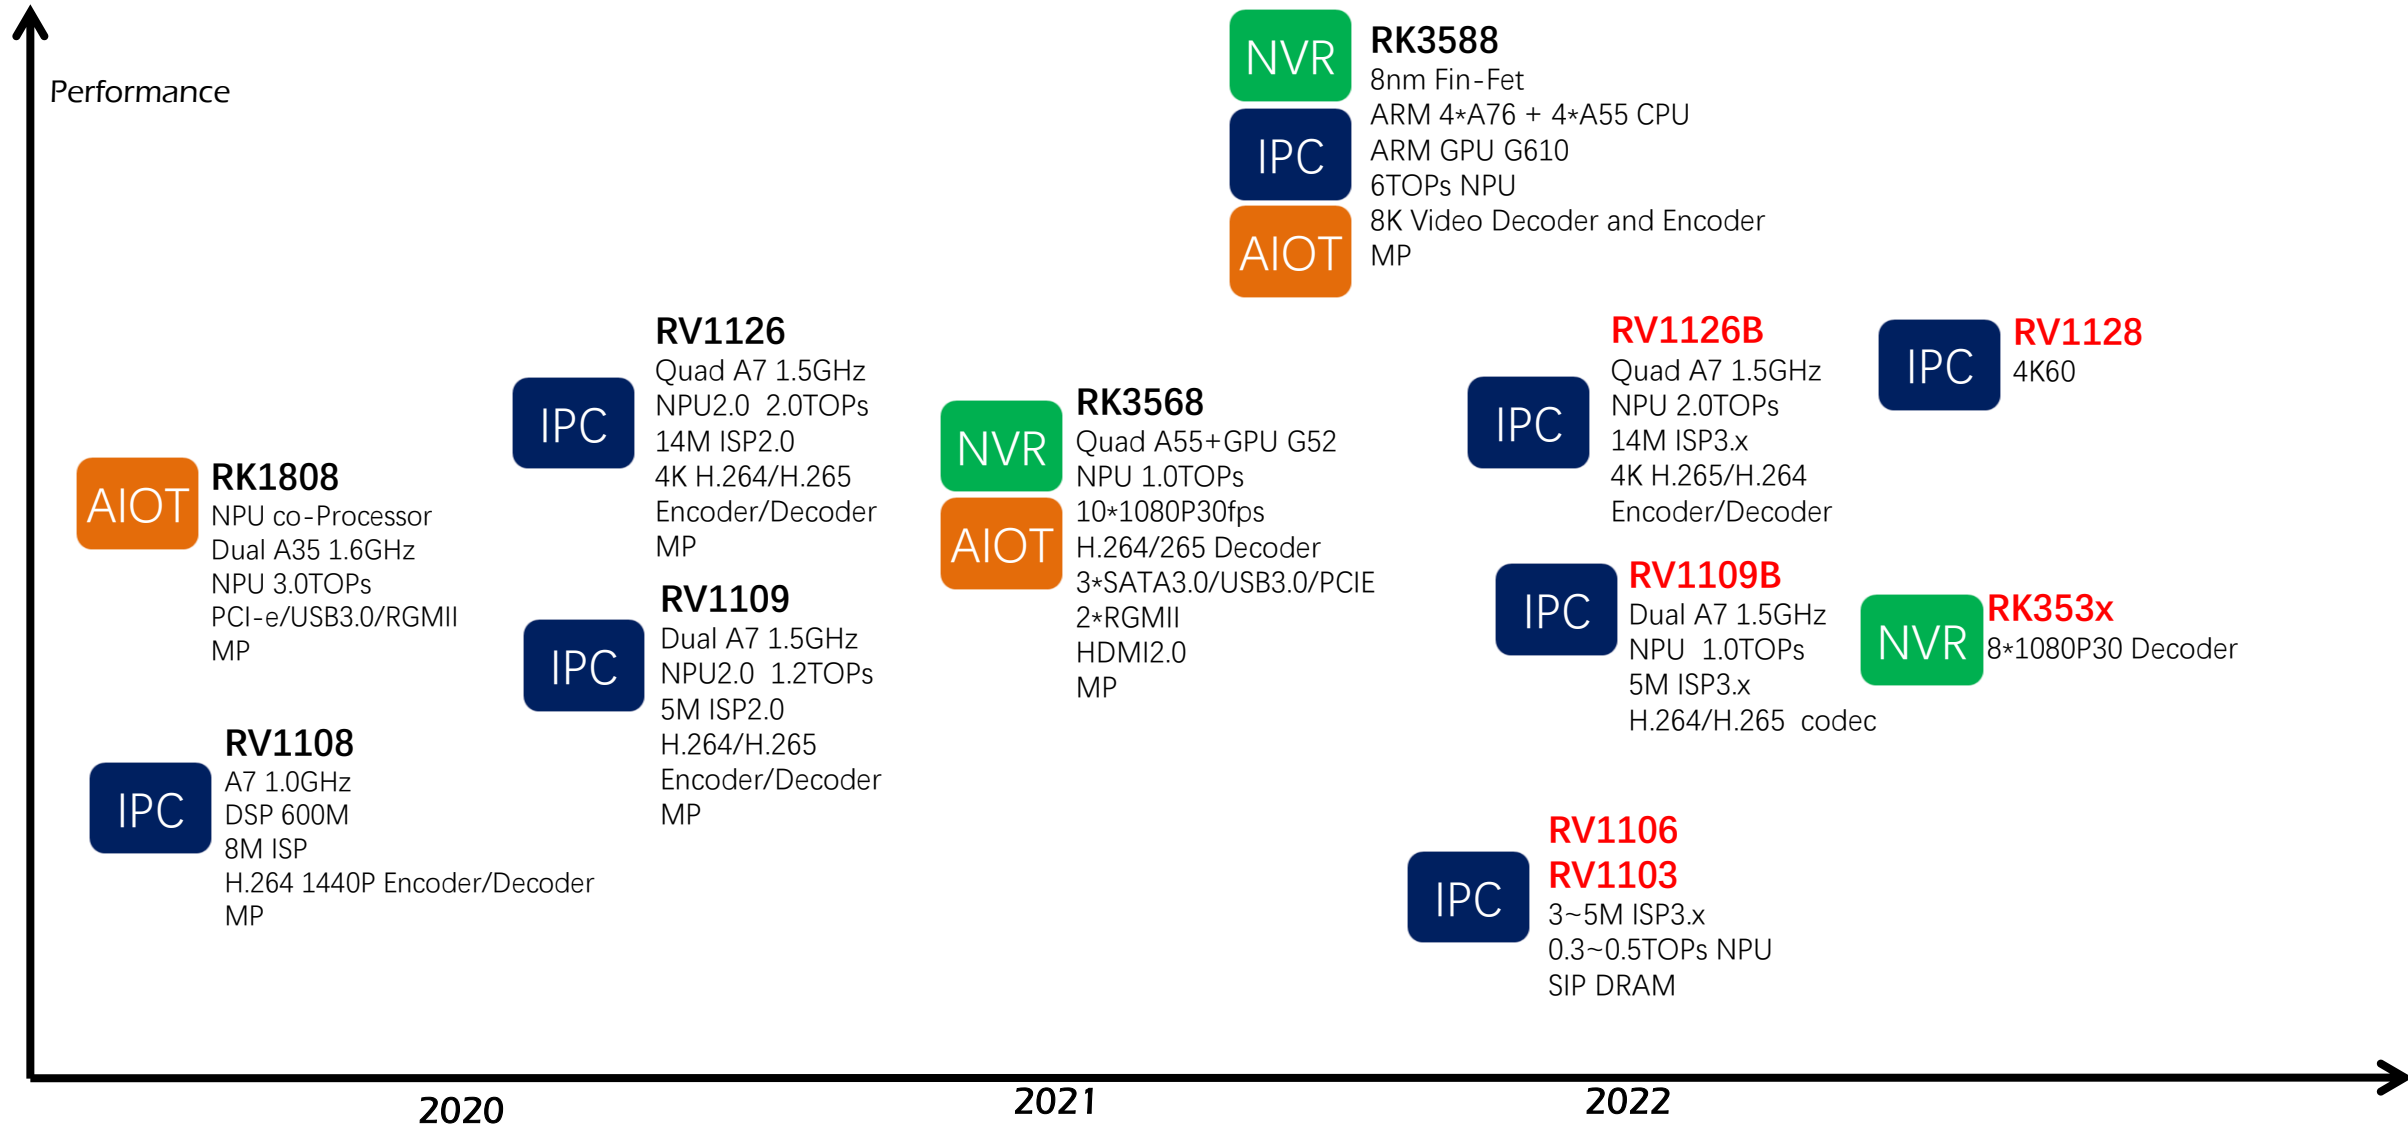 Performance
NVR
IPC
AIOT
RK3588
8nm Fin-Fet
ARM 4*A76 + 4*A55 CPU
ARM GPU G610
6TOPs NPU
8K Video Decoder and Encoder
MP
AIOT
RK1808
NPU co-Processor
Dual A35 1.6GHz
NPU 3.0TOPs
PCI-e/USB3.0/RGMII
MP
IPC
RV1108
A7 1.0GHz
DSP 600M
8M ISP
H.264 1440P Encoder/Decoder
MP
IPC
RV1126
Quad A7 1.5GHz
NPU2.0 2.0TOPs
14M ISP2.0
4K H.264/H.265
Encoder/Decoder
MP
IPC
RV1109
Dual A7 1.5GHz
NPU2.0 1.2TOPs
5M ISP2.0
H.264/H.265
Encoder/Decoder
MP
NVR
AIOT
RK3568
Quad A55+GPU G52
NPU 1.0TOPs
10*1080P30fps
H.264/265 Decoder
3*SATA3.0/USB3.0/PCIE
2*RGMII
HDMI2.0
MP
IPC
RV1126B
Quad A7 1.5GHz
NPU 2.0TOPs
14M ISP3.x
4K H.265/H.264
Encoder/Decoder
IPC
RV1109B
Dual A7 1.5GHz
NPU 1.0TOPs
5M ISP3.x
H.264/H.265 codec
IPC
RV1106
RV1103
3~5M ISP3.x
0.3~0.5TOPs NPU
SIP DRAM
IPC
RV1128
4K60
NVR
RK353x
8*1080P30 Decoder
2020
2021
2022